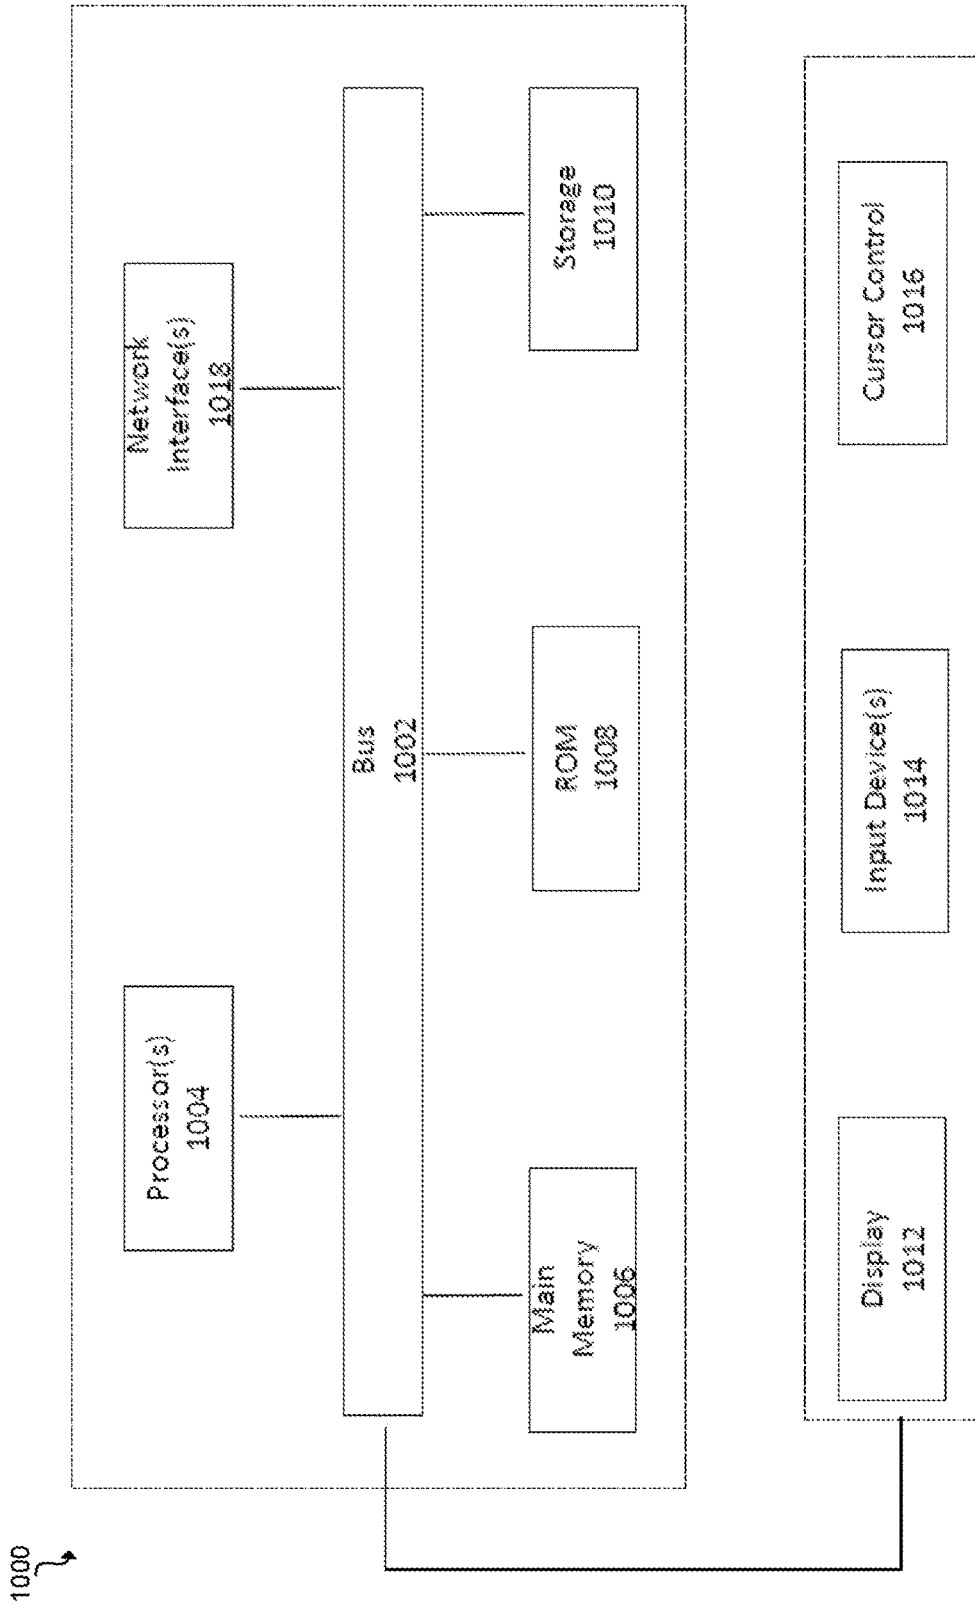 1000
Processor(s)
1004
Network
Interface(s)
1018
Bus
1002
Main
Memory
1006
ROM
1008
Storage
1010
Display
1012
Input Device(s)
1014
Cursor Control
1016